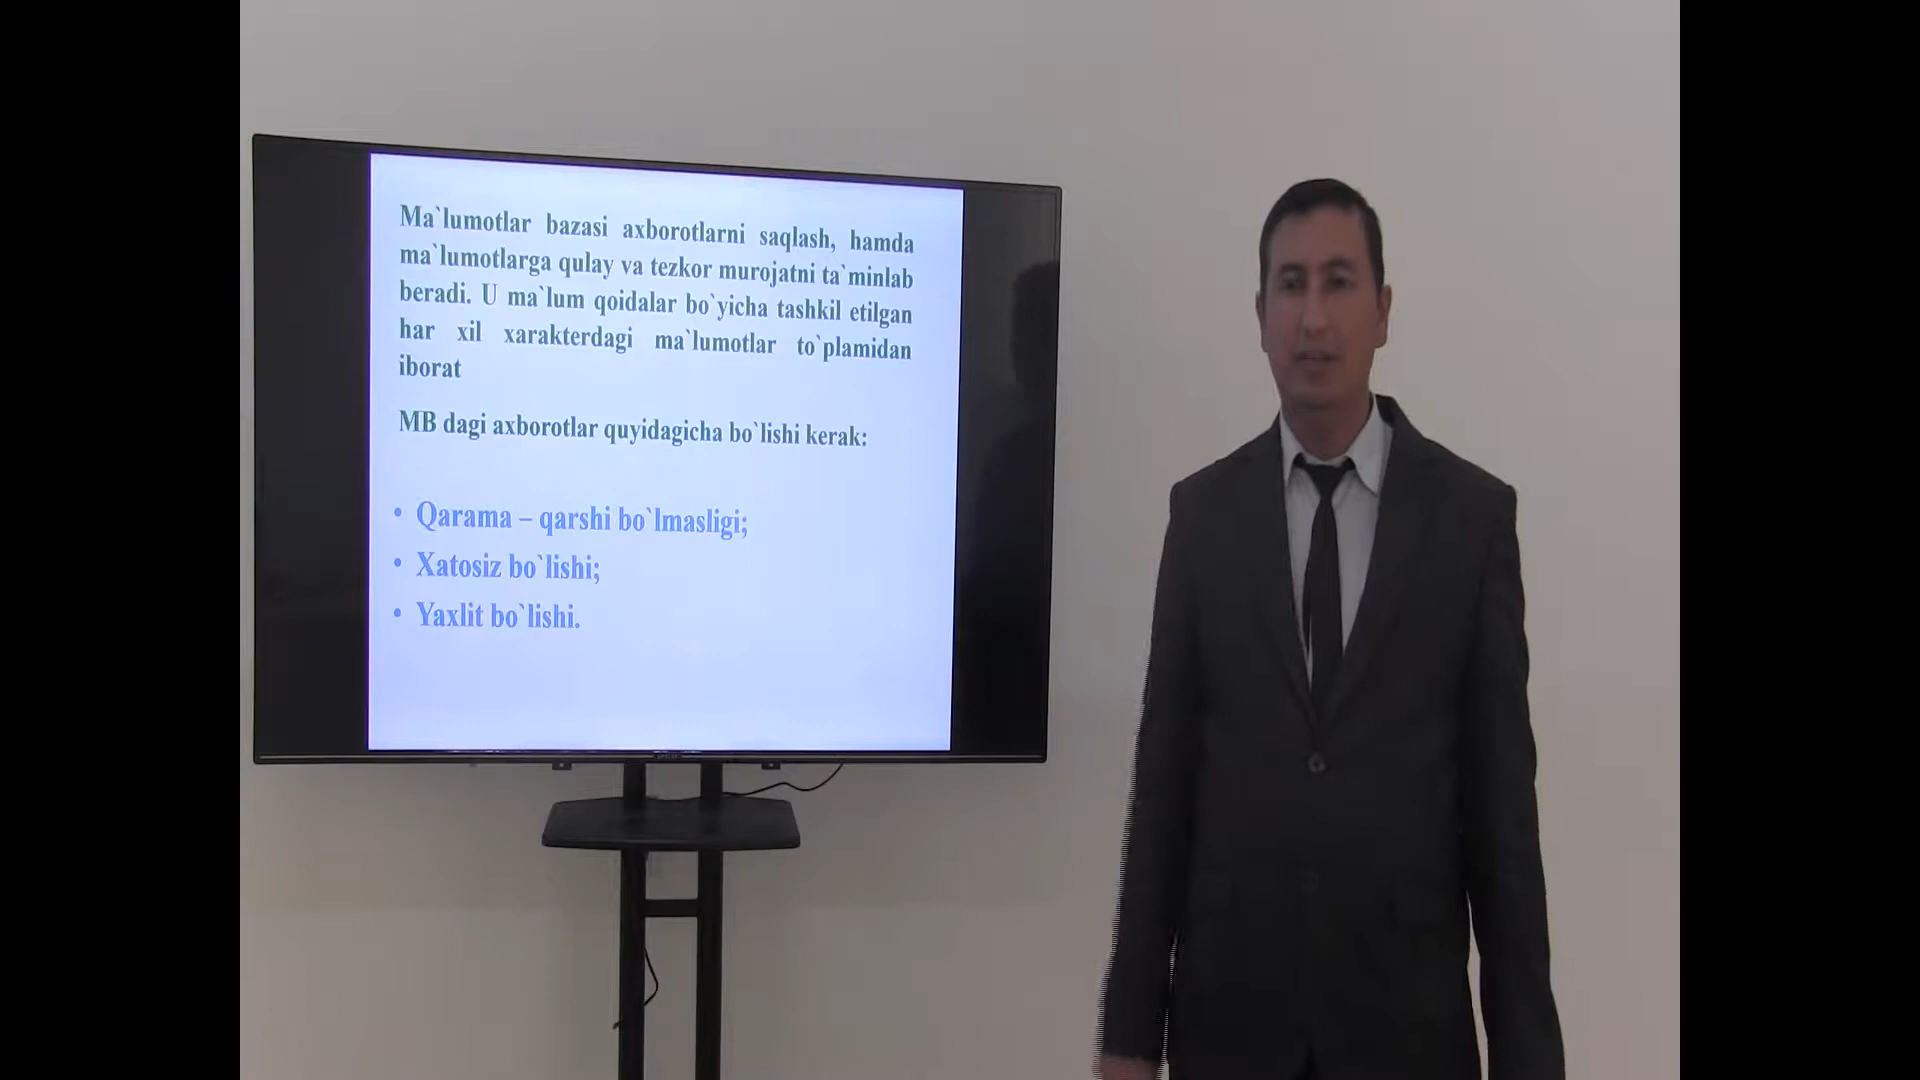 Ma`lumotlar bazasi axborotlarni saqlash, hamda
ma`lumotlarga qulay va tezkor murojatni ta`minlab
beradi. U ma`lum qoidalar bo`yicha tashkil etilgan
har xil xarakterdagi ma`lumotlar to`plamidan
iborat
MB dagi axborotlar quyidagicha bo`lishi kerak:
• Qarama – qarshi bo`lmasligi;
• Xatosiz bo`lishi;
• Yaxlit bo`lishi.